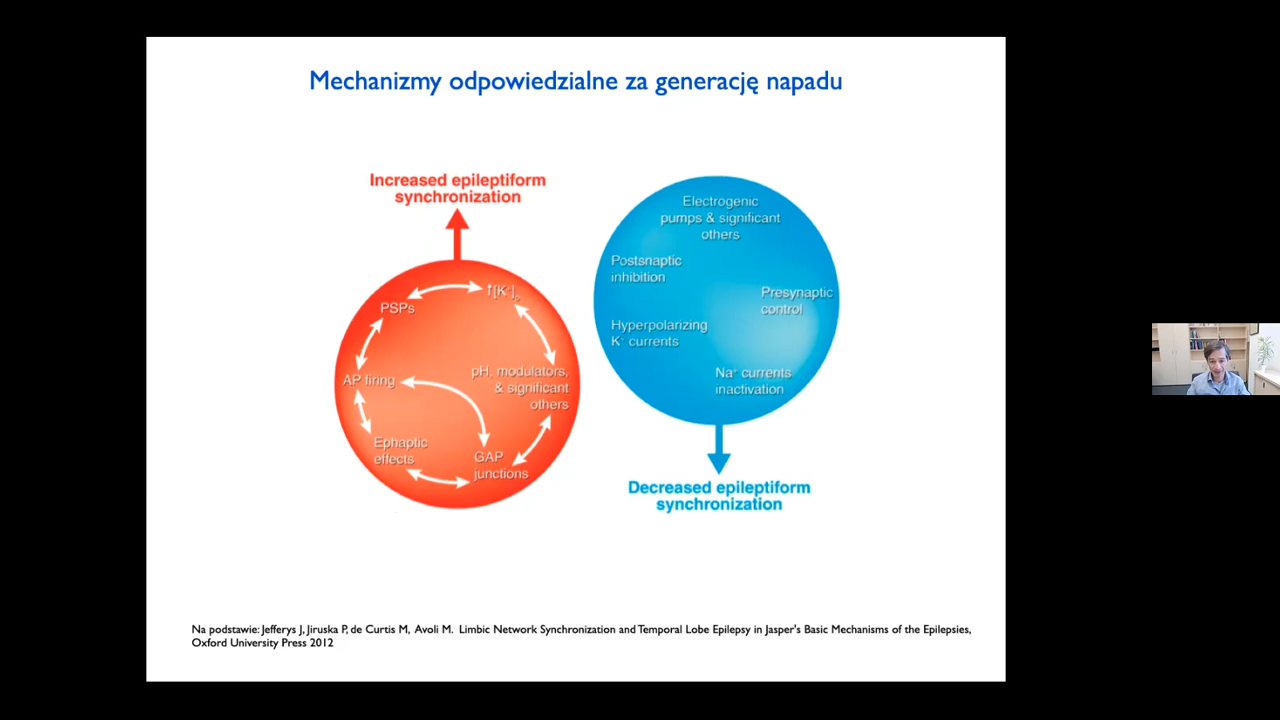 Mechanizmy odpowiedzialne za generację napadu
Increased epileptiform
synchronization
PSPs
↑[K⁺]ₒ
AP firing
pH, modulators,
& significant
others
Ephaptic
effects
GAP
junctions
Electrogenic
pumps & significant
others
Postsnaptic
inhibition
Presynaptic
control
Hyperpolarizing
K⁺ currents
Na⁺ currents
inactivation
Decreased epileptiform
synchronization
Na podstawie: Jefferys J, Jiruska P, de Curtis M, Avoli M. Limbic Network Synchronization and Temporal Lobe Epilepsy in Jasper's Basic Mechanisms of the Epilepsies,
Oxford University Press 2012